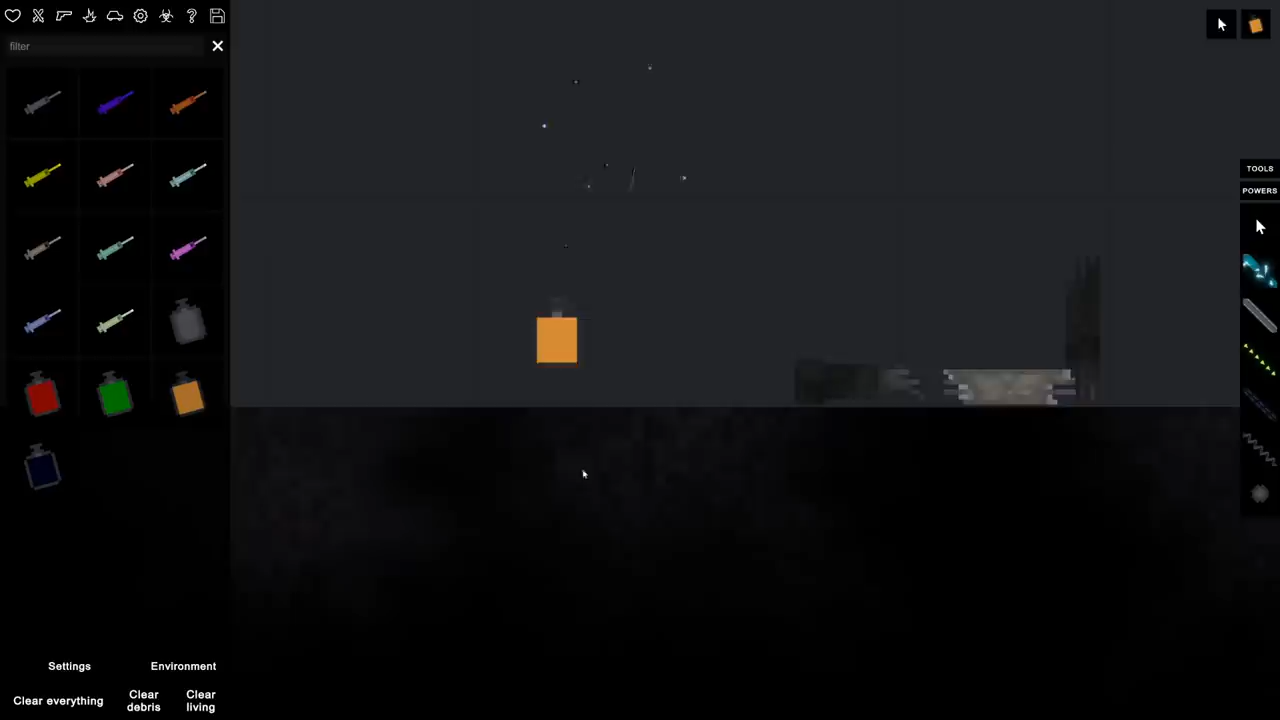 filter
TOOLS
POWERS
Settings
Environment
Clear everything
Clear
debris
Clear
living